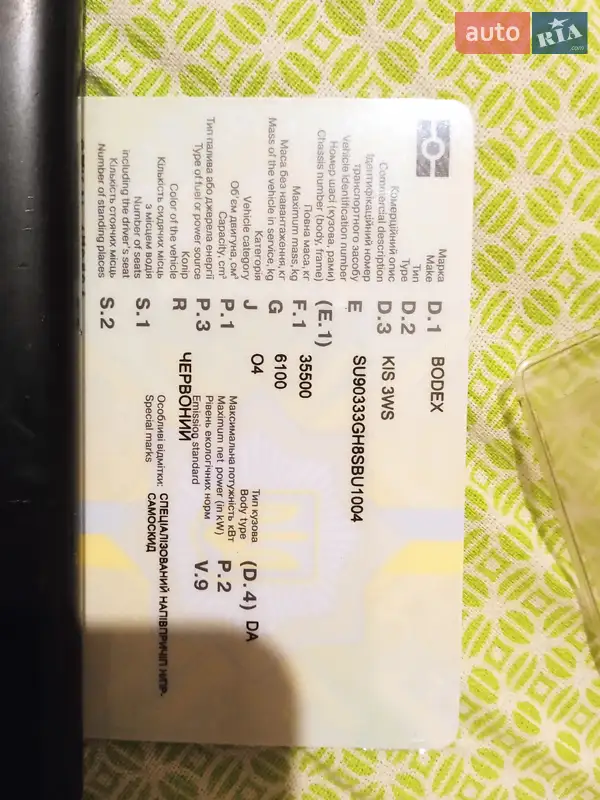 auto RIA .com
Марка
Make D.1 BODEX
Тип
Type D.2
Комерційний опис
Commercial description D.3 KIS 3WS
Ідентифікаційний номер
транспортного засобу
Vehicle identification number E SU90333GH8SBU1004
Номер шасі (кузова, рами)
Chassis number (body, frame) (E.1)
Повна маса, кг
Maximum mass, kg F.1 35500
Маса без навантаження, кг
Mass of the vehicle in service, kg G 6100
Категорія
Vehicle category J O4
Тип кузова
Body type (D.4) DA
Об'єм двигуна, см³
Capacity, cm³ P.1
Максимальна потужність кВт
Maximum net power (in kW) P.2
Тип палива або джерела енергії
Type of fuel or power source P.3
Рівень екологічних норм
Emission standard V.9
Колір
Color of the vehicle R ЧЕРВОНИЙ
Кількість сидячих місць
з місцем водія
Number of seats
including the driver's seat S.1
Особливі відмітки: СПЕЦІАЛІЗОВАНИЙ НАПІВПРИЧІП Н/ПР-
Special marks САМОСКИД
Кількість стоячих місць
Number of standing places S.2